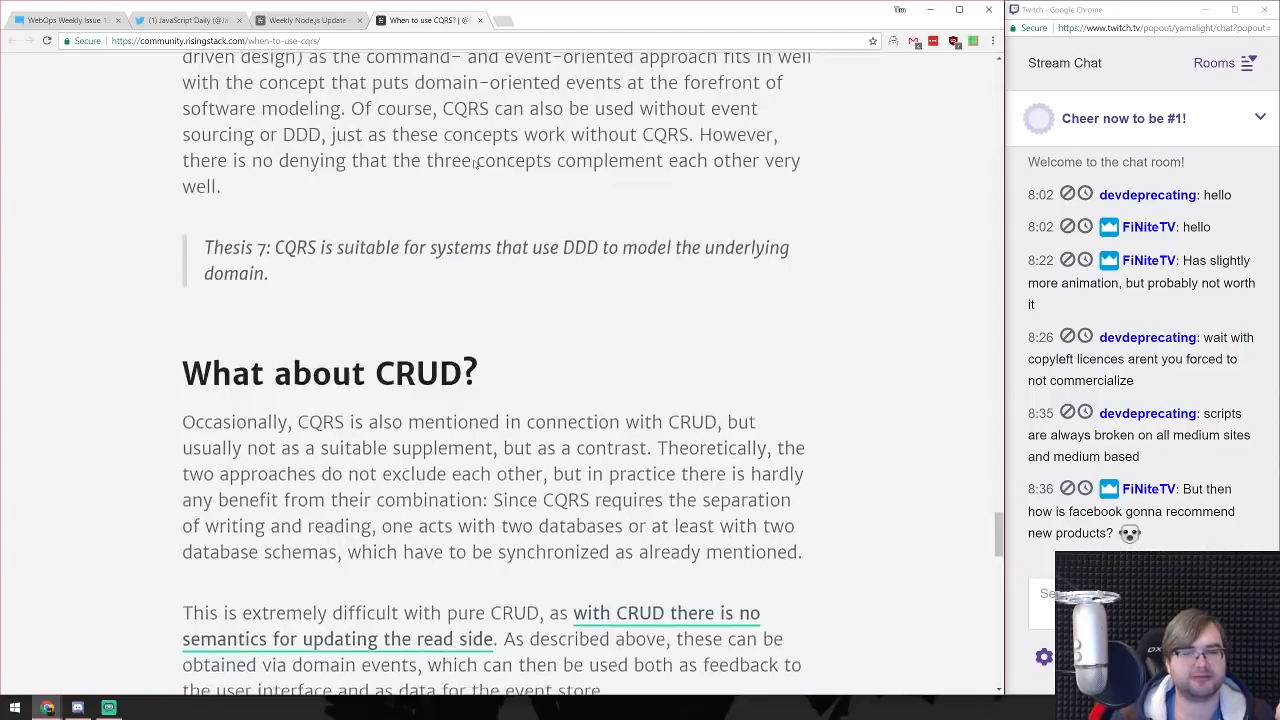 WebOps Weekly Issue 1
(1) JavaScript Daily (@Ja
Weekly Node.js Update -
When to use CQRS? | @
Tim
Secure
https://community.risingstack.com/when-to-use-cqrs/
driven design) as the command- and event-oriented approach fits in well
with the concept that puts domain-oriented events at the forefront of
software modeling. Of course, CQRS can also be used without event
sourcing or DDD, just as these concepts work without CQRS. However,
there is no denying that the three concepts complement each other very
well.
Thesis 7: CQRS is suitable for systems that use DDD to model the underlying
domain.
What about CRUD?
Occasionally, CQRS is also mentioned in connection with CRUD, but
usually not as a suitable supplement, but as a contrast. Theoretically, the
two approaches do not exclude each other, but in practice there is hardly
any benefit from their combination: Since CQRS requires the separation
of writing and reading, one acts with two databases or at least with two
database schemas, which have to be synchronized as already mentioned.
This is extremely difficult with pure CRUD, as with CRUD there is no
semantics for updating the read side. As described above, these can be
obtained via domain events, which can then be used both as feedback to
the user interface and as data for the event store.
Twitch - Google Chrome
Secure
https://www.twitch.tv/popout/yamalight/chat?popout=
Stream Chat
Rooms
Cheer now to be #1!
Welcome to the chat room!
8:02 devdeprecating: hello
8:02 FiNiteTV: hello
8:22 FiNiteTV: Has slightly
more animation, but probably not worth
it
8:26 devdeprecating: wait with
copyleft licences arent you forced to
not commercialize
8:35 devdeprecating: scripts
are always broken on all medium sites
and medium based
8:36 FiNiteTV: But then
how is facebook gonna recommend
new products?